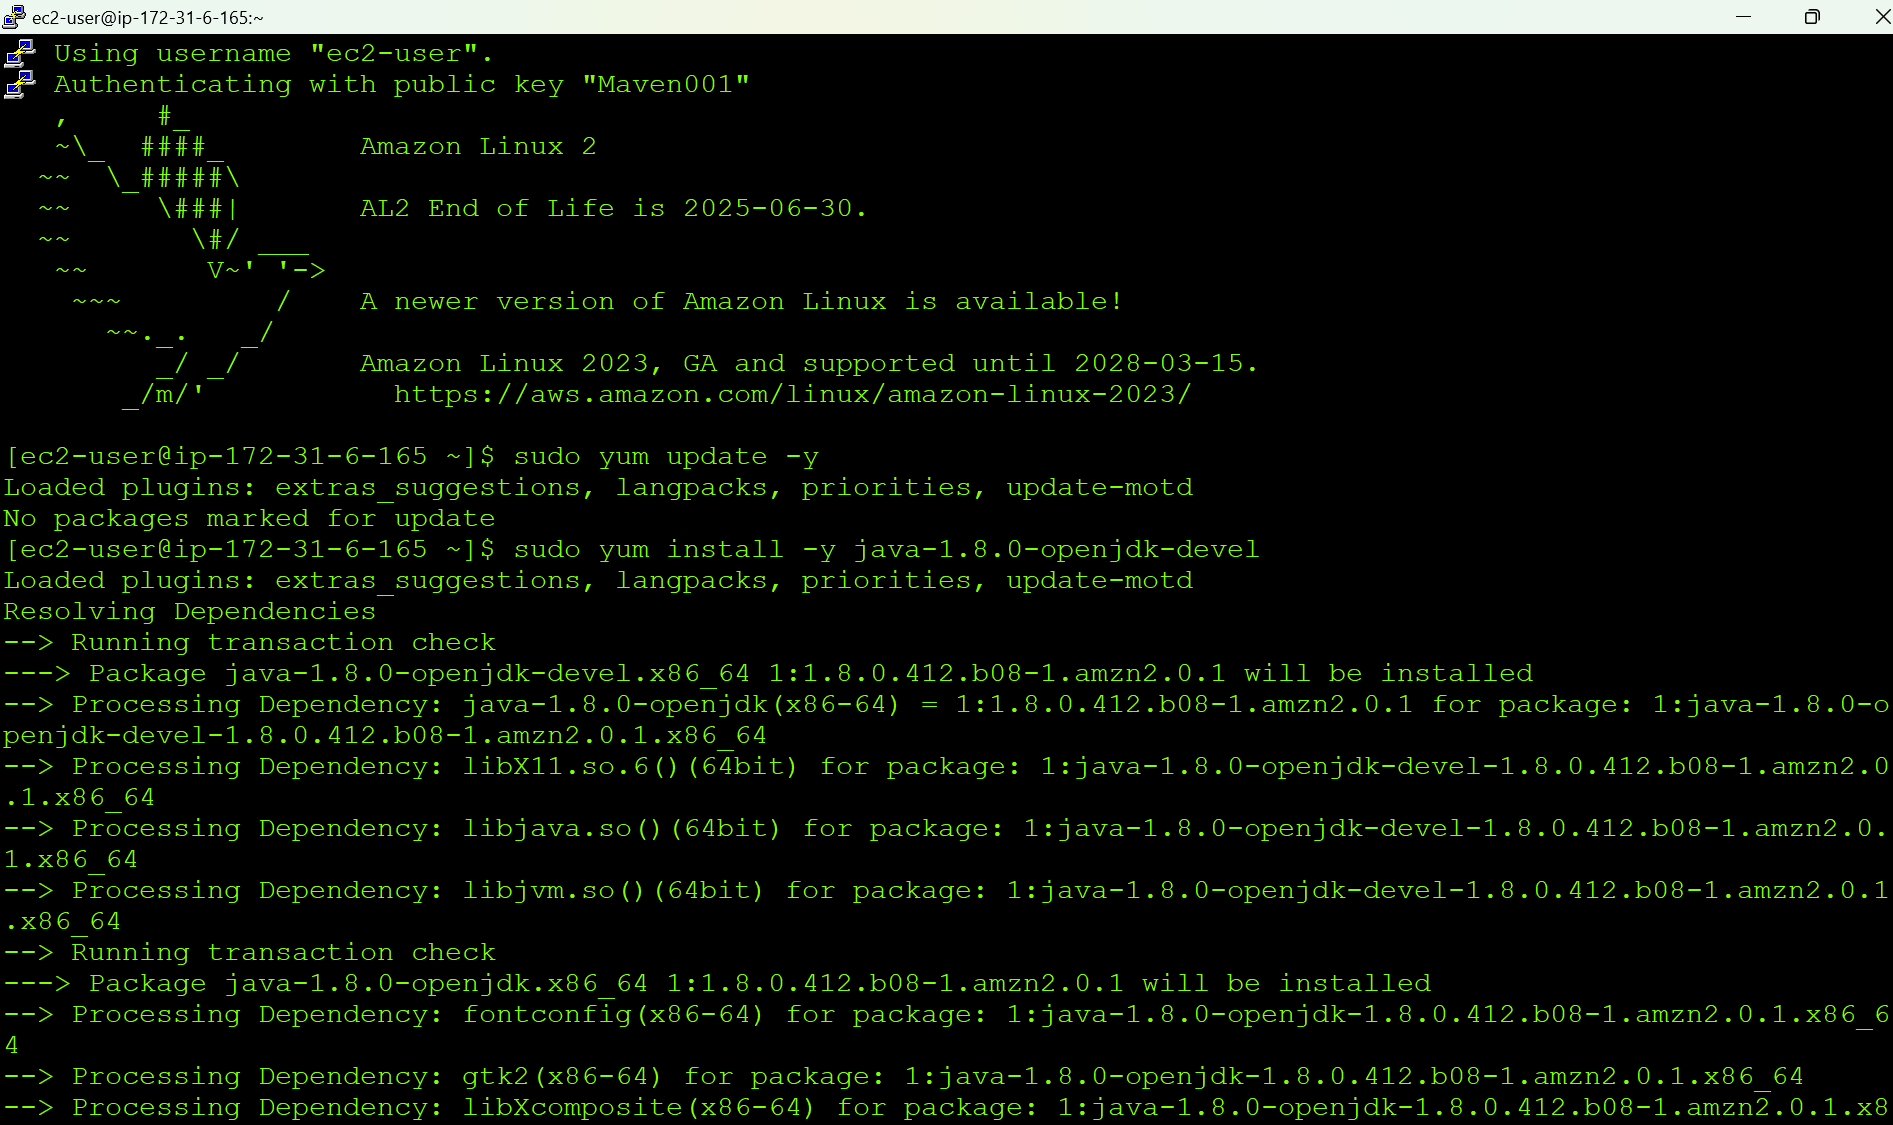 ec2-user@ip-172-31-6-165:~
Using username "ec2-user".
Authenticating with public key "Maven001"
   ,     #_
   ~\_  ####_        Amazon Linux 2
  ~~  \_#####\
  ~~     \###|       AL2 End of Life is 2025-06-30.
  ~~       \#/ ___
   ~~       V~' '->
    ~~~         /    A newer version of Amazon Linux is available!
      ~~._.   _/
         _/ _/       Amazon Linux 2023, GA and supported until 2028-03-15.
       _/m/'           https://aws.amazon.com/linux/amazon-linux-2023/
[ec2-user@ip-172-31-6-165 ~]$ sudo yum update -y
Loaded plugins: extras_suggestions, langpacks, priorities, update-motd
No packages marked for update
[ec2-user@ip-172-31-6-165 ~]$ sudo yum install -y java-1.8.0-openjdk-devel
Loaded plugins: extras_suggestions, langpacks, priorities, update-motd
Resolving Dependencies
--> Running transaction check
---> Package java-1.8.0-openjdk-devel.x86_64 1:1.8.0.412.b08-1.amzn2.0.1 will be installed
--> Processing Dependency: java-1.8.0-openjdk(x86-64) = 1:1.8.0.412.b08-1.amzn2.0.1 for package: 1:java-1.8.0-o
penjdk-devel-1.8.0.412.b08-1.amzn2.0.1.x86_64
--> Processing Dependency: libX11.so.6()(64bit) for package: 1:java-1.8.0-openjdk-devel-1.8.0.412.b08-1.amzn2.0
.1.x86_64
--> Processing Dependency: libjava.so()(64bit) for package: 1:java-1.8.0-openjdk-devel-1.8.0.412.b08-1.amzn2.0.
1.x86_64
--> Processing Dependency: libjvm.so()(64bit) for package: 1:java-1.8.0-openjdk-devel-1.8.0.412.b08-1.amzn2.0.1
.x86_64
--> Running transaction check
---> Package java-1.8.0-openjdk.x86_64 1:1.8.0.412.b08-1.amzn2.0.1 will be installed
--> Processing Dependency: fontconfig(x86-64) for package: 1:java-1.8.0-openjdk-1.8.0.412.b08-1.amzn2.0.1.x86_6
4
--> Processing Dependency: gtk2(x86-64) for package: 1:java-1.8.0-openjdk-1.8.0.412.b08-1.amzn2.0.1.x86_64
--> Processing Dependency: libXcomposite(x86-64) for package: 1:java-1.8.0-openjdk-1.8.0.412.b08-1.amzn2.0.1.x8